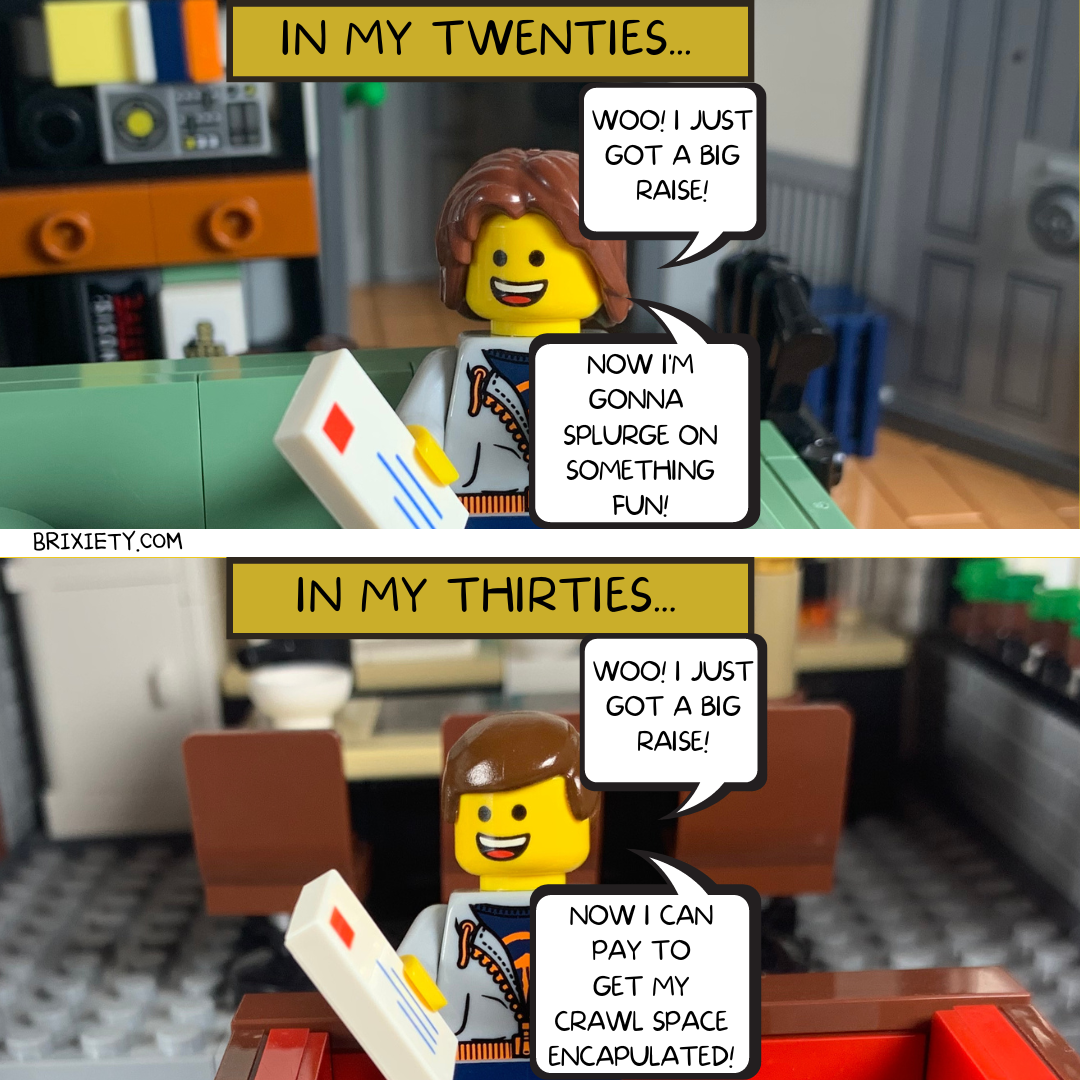 IN MY TWENTIES...
WOO! I JUST
GOT A BIG
RAISE!
NOW I'M
GONNA
SPLURGE ON
SOMETHING
FUN!
BRIXIETY.COM
IN MY THIRTIES...
WOO! I JUST
GOT A BIG
RAISE!
NOW I CAN
PAY TO
GET MY
CRAWL SPACE
ENCAPULATED!